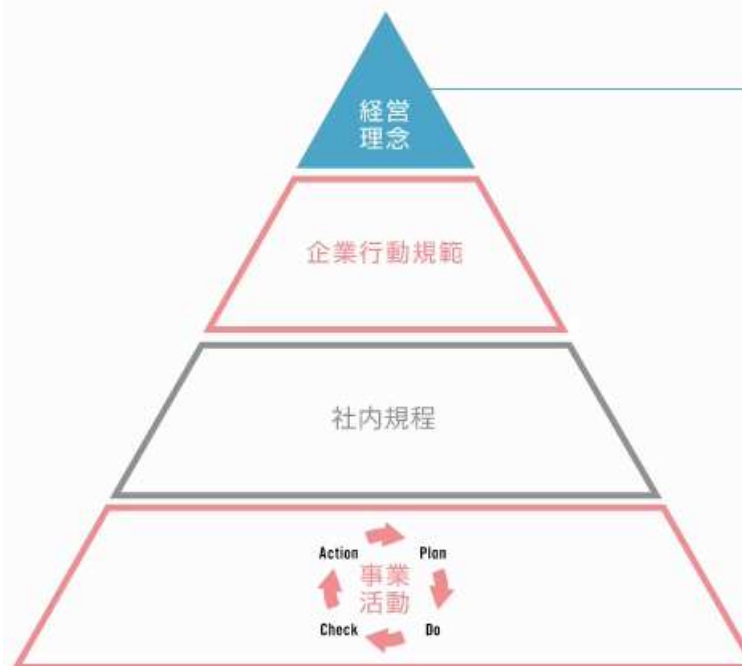 経営
理念
企業行動規範
社内規程
Action
Plan
事業
活動
Check
Do